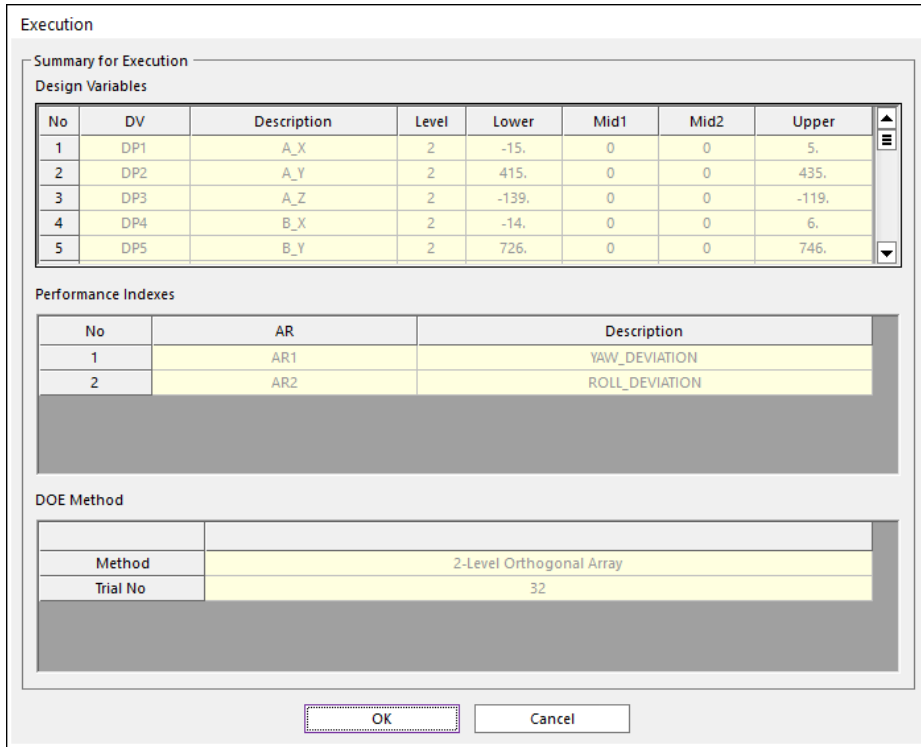 Execution
Summary for Execution
Design Variables
No DV Description Level Lower Mid1 Mid2 Upper
1 DP1 A_X 2 -15. 0 0 5.
2 DP2 A_Y 2 415. 0 0 435.
3 DP3 A_Z 2 -139. 0 0 -119.
4 DP4 B_X 2 -14. 0 0 6.
5 DP5 B_Y 2 726. 0 0 746.
Performance Indexes
No AR Description
1 AR1 YAW_DEVIATION
2 AR2 ROLL_DEVIATION
DOE Method
Method 2-Level Orthogonal Array
Trial No 32
OK Cancel